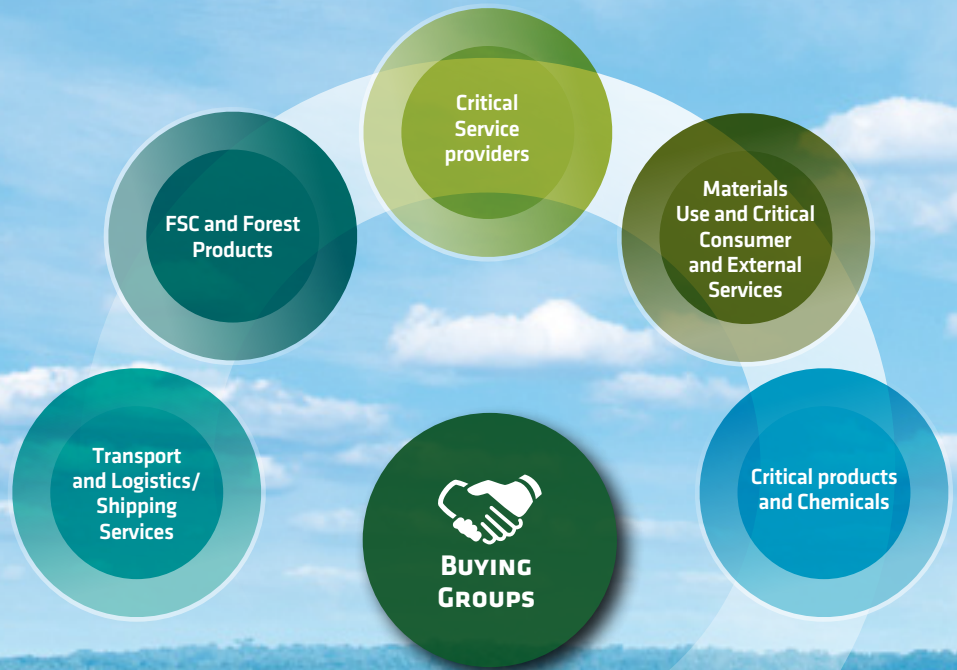 Critical
Service
providers
FSC and Forest
Products
Materials
Use and Critical
Consumer
and External
Services
Transport
and Logistics/
Shipping
Services
Critical products
and Chemicals
BUYING
GROUPS